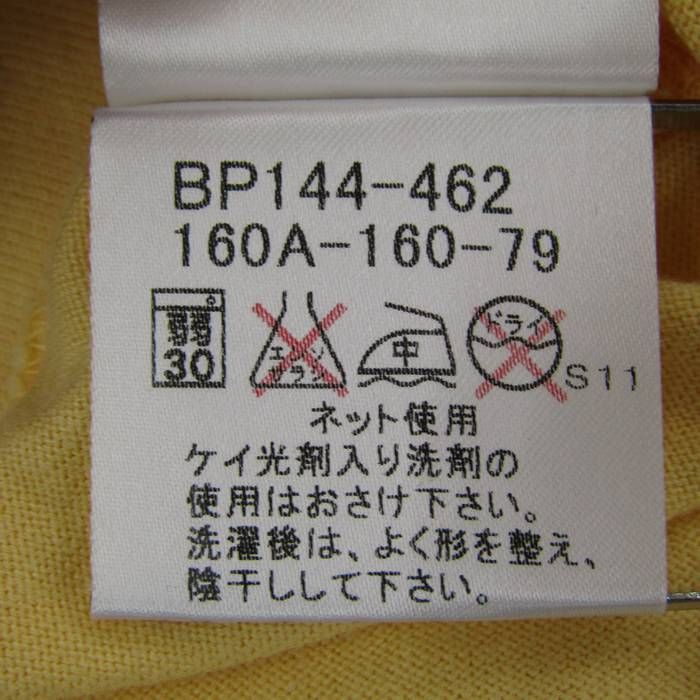 BP144-462
160A-160-79
弱 エンソ 中 ドライ
30 サラシ S11
ネット使用
ケイ光剤入り洗剤の
使用はおさけ下さい。
洗濯後は、よく形を整え、
陰干しして下さい。